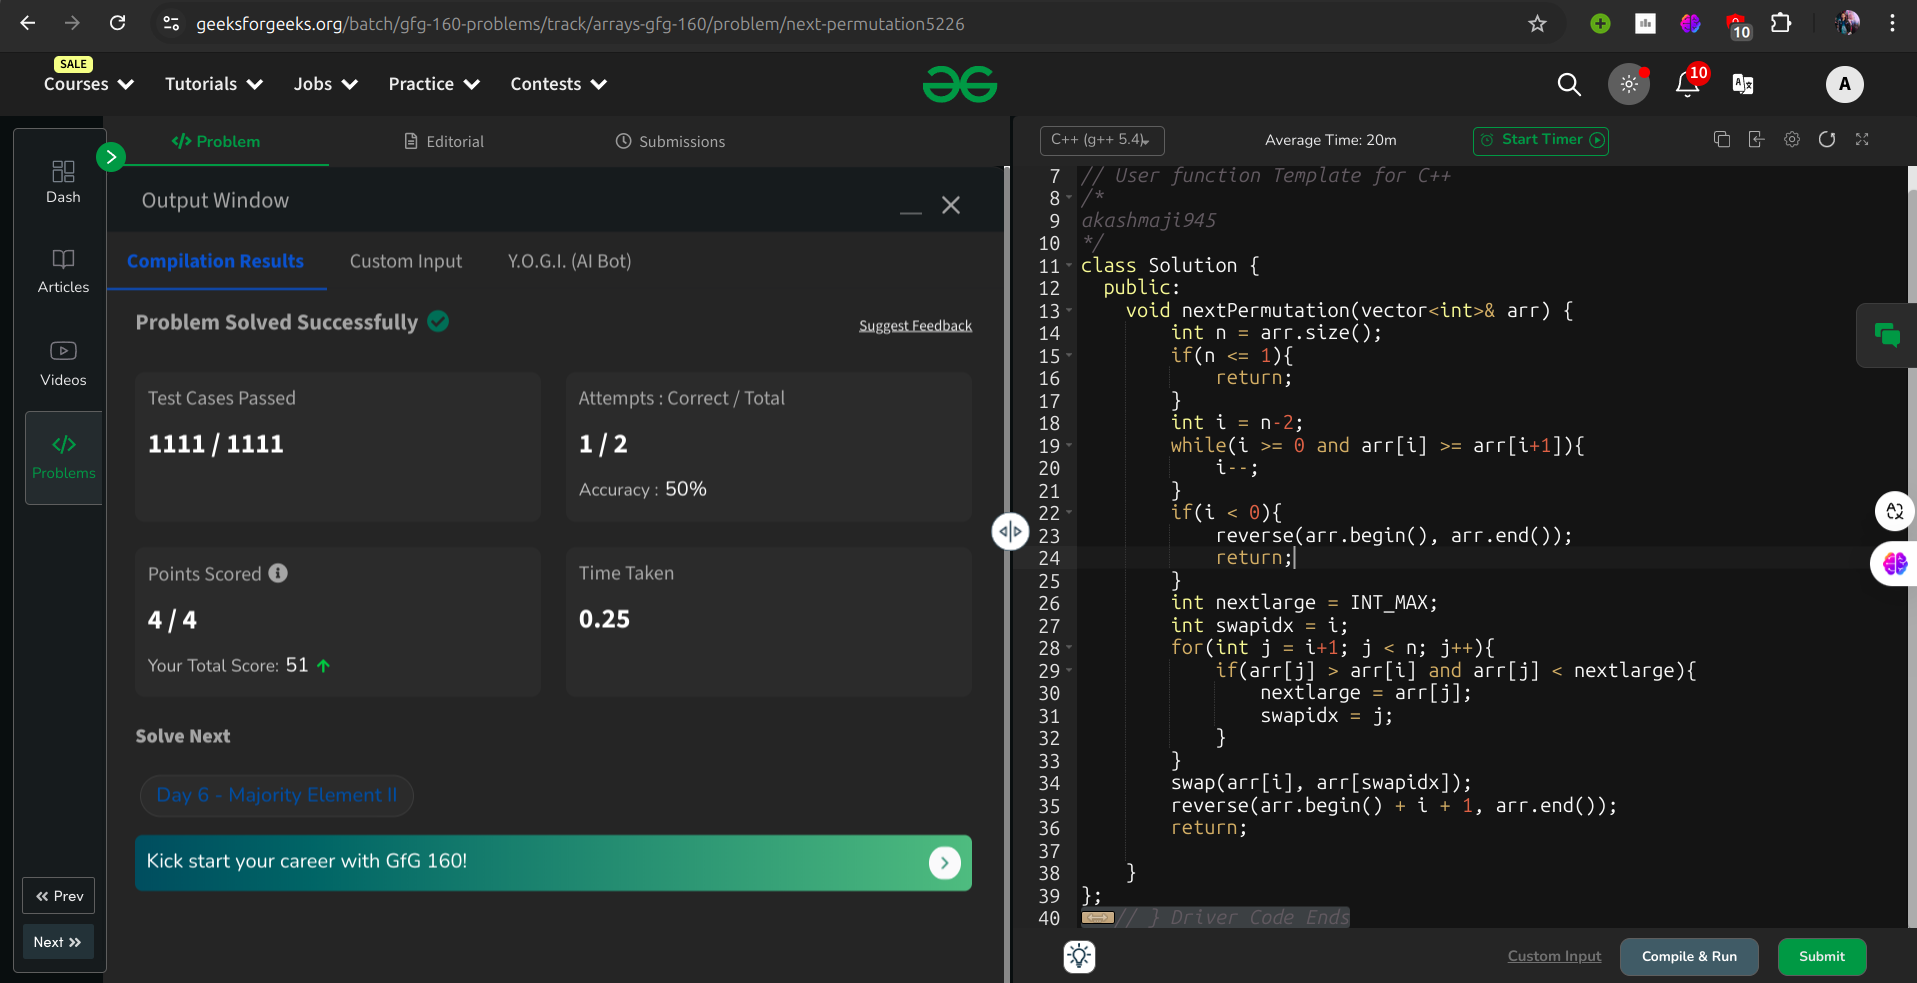 geeksforgeeks.org/batch/gfg-160-problems/track/arrays-gfg-160/problem/next-permutation5226
10
SALE
Courses
Tutorials
Jobs
Practice
Contests
10
A
Dash
Articles
Videos
Problems
Prev
Next
Problem
Editorial
Submissions
Output Window
Compilation Results
Custom Input
Y.O.G.I. (AI Bot)
Problem Solved Successfully
Suggest Feedback
Test Cases Passed
1111 / 1111
Attempts : Correct / Total
1 / 2
Accuracy : 50%
Points Scored
4 / 4
Your Total Score: 51
Time Taken
0.25
Solve Next
Day 6 - Majority Element II
Kick start your career with GfG 160!
C++ (g++ 5.4)
Average Time: 20m
Start Timer
7 // User function Template for C++
8 /*
9 akashmaji945
10 */
11 class Solution {
12 public:
13 void nextPermutation(vector<int>& arr) {
14 int n = arr.size();
15 if(n <= 1){
16 return;
17 }
18 int i = n-2;
19 while(i >= 0 and arr[i] >= arr[i+1]){
20 i--;
21 }
22 if(i < 0){
23 reverse(arr.begin(), arr.end());
24 return;
25 }
26 int nextlarge = INT_MAX;
27 int swapidx = i;
28 for(int j = i+1; j < n; j++){
29 if(arr[j] > arr[i] and arr[j] < nextlarge){
30 nextlarge = arr[j];
31 swapidx = j;
32 }
33 }
34 swap(arr[i], arr[swapidx]);
35 reverse(arr.begin() + i + 1, arr.end());
36 return;
37
38 }
39 };
40 // } Driver Code Ends
Custom Input
Compile & Run
Submit